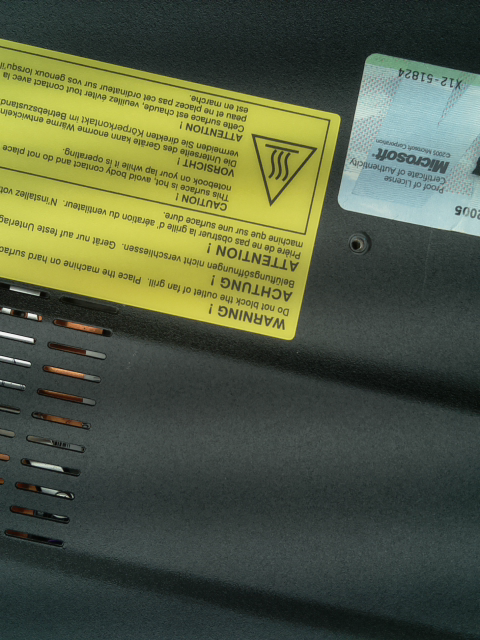 WARNING !
Do not block the outlet of fan grill. Place the machine on hard surface
ACHTUNG !
Belüftungsöffnungen nicht verschliessen. Gerät nur auf feste Unterlage
ATTENTION !
Prière de ne pas obstruer la grille d' aération du ventilateur. N'installez
machine que sur une surface dure.
CAUTION !
This surface is hot, avoid body contact and do not place
notebook on your lap while it is operating.
VORSICHT !
Die Unterseite des Geräts kann enorme Wärme entwickeln
vermeiden Sie direkten Körperkontakt im Betriebszustand
ATTENTION !
Cette surface est chaude, veuillez éviter tout contact avec la
peau et ne placez pas cet ordinateur sur vos genoux lorsqu'il
est en marche.
2005
Proof of License
Certificate of Authenticity
Microsoft
©2005 Microsoft Corporation
X12-51824